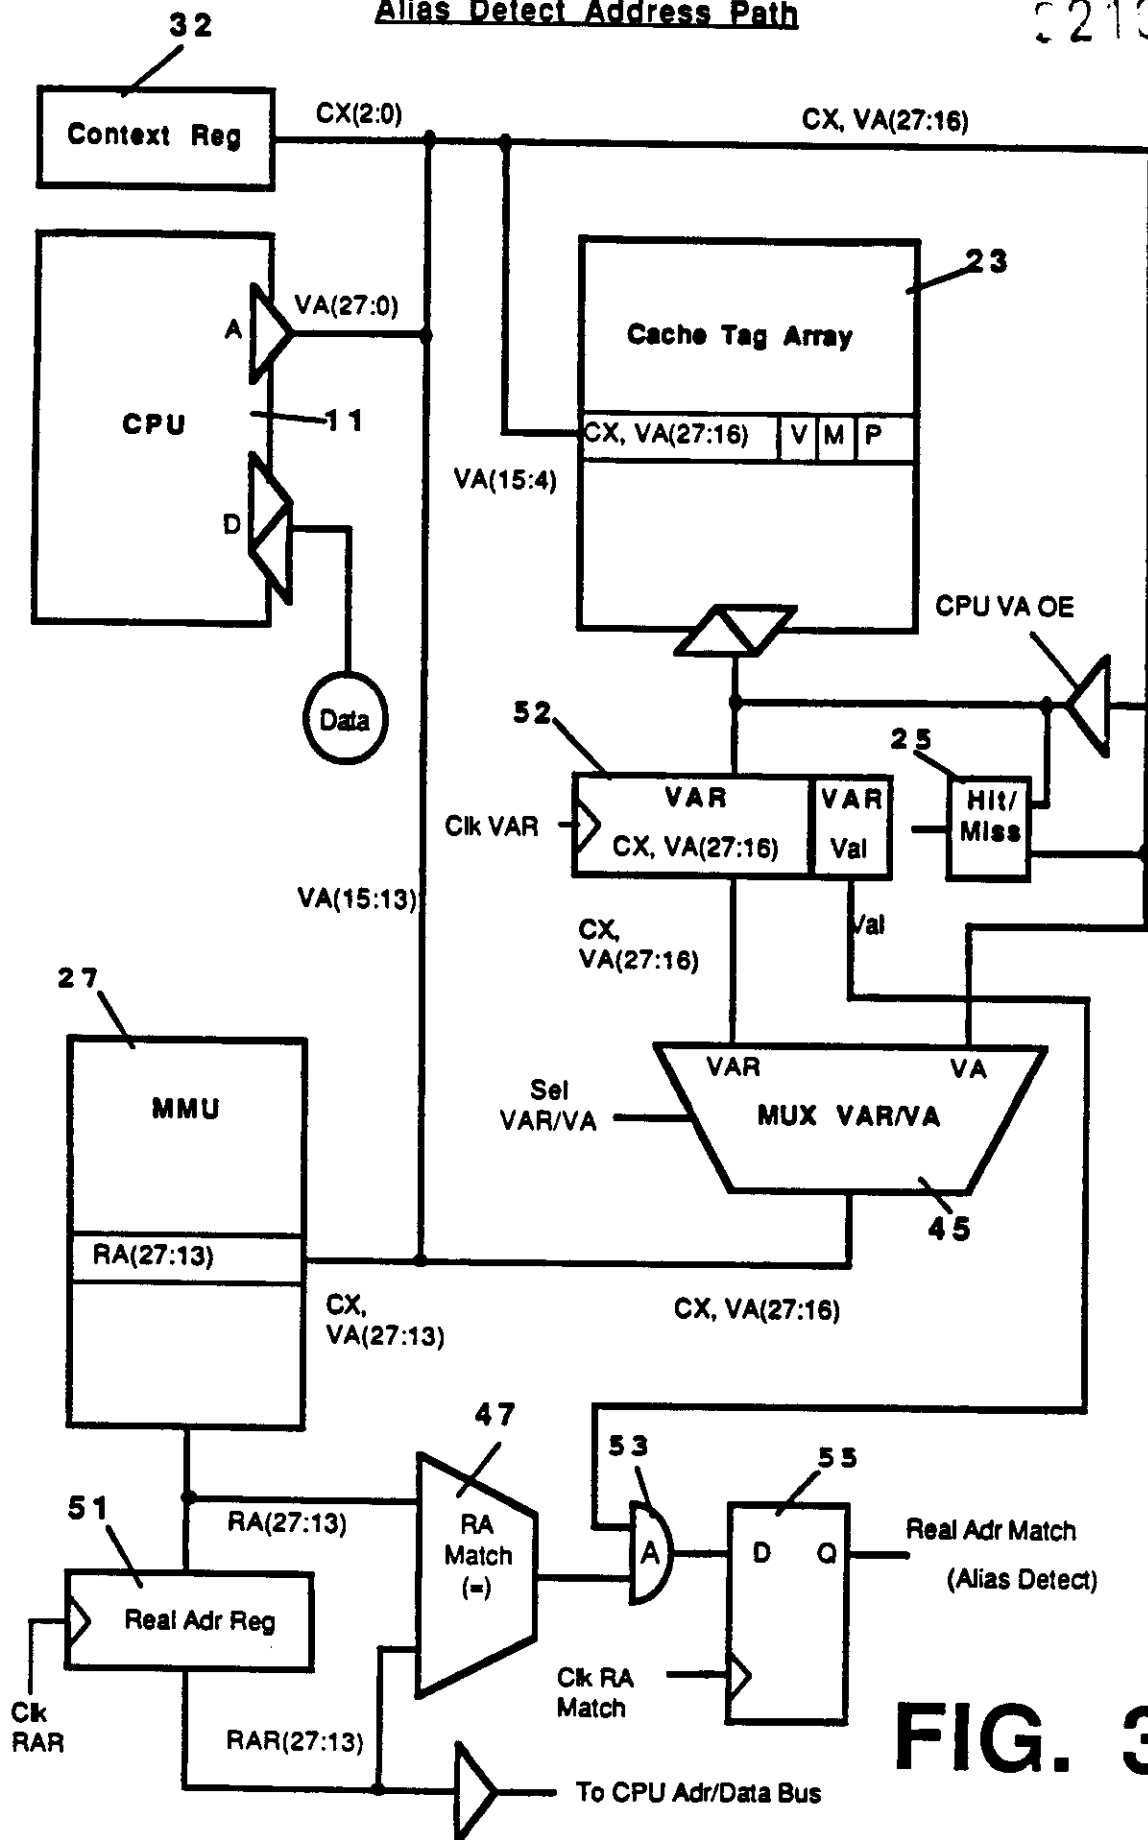 Alias Detect Address Path
32
Context Reg
CX(2:0)
CX, VA(27:16)
CPU
A
VA(27:0)
11
D
Data
23
Cache Tag Array
CX, VA(27:16) V M P
VA(15:4)
CPU VA OE
52
25
VAR
VAR
Val
CX, VA(27:16)
Clk VAR
Hit/
Miss
VA(15:13)
CX,
VA(27:16)
Val
27
MMU
RA(27:13)
VAR
VA
Sel
VAR/VA
MUX VAR/VA
45
CX,
VA(27:13)
CX, VA(27:16)
47
53
55
51
RA(27:13)
RA
Match
(=)
A
D Q
Real Adr Match
(Alias Detect)
Real Adr Reg
Clk
RAR
RAR(27:13)
Clk RA
Match
To CPU Adr/Data Bus
FIG. 3